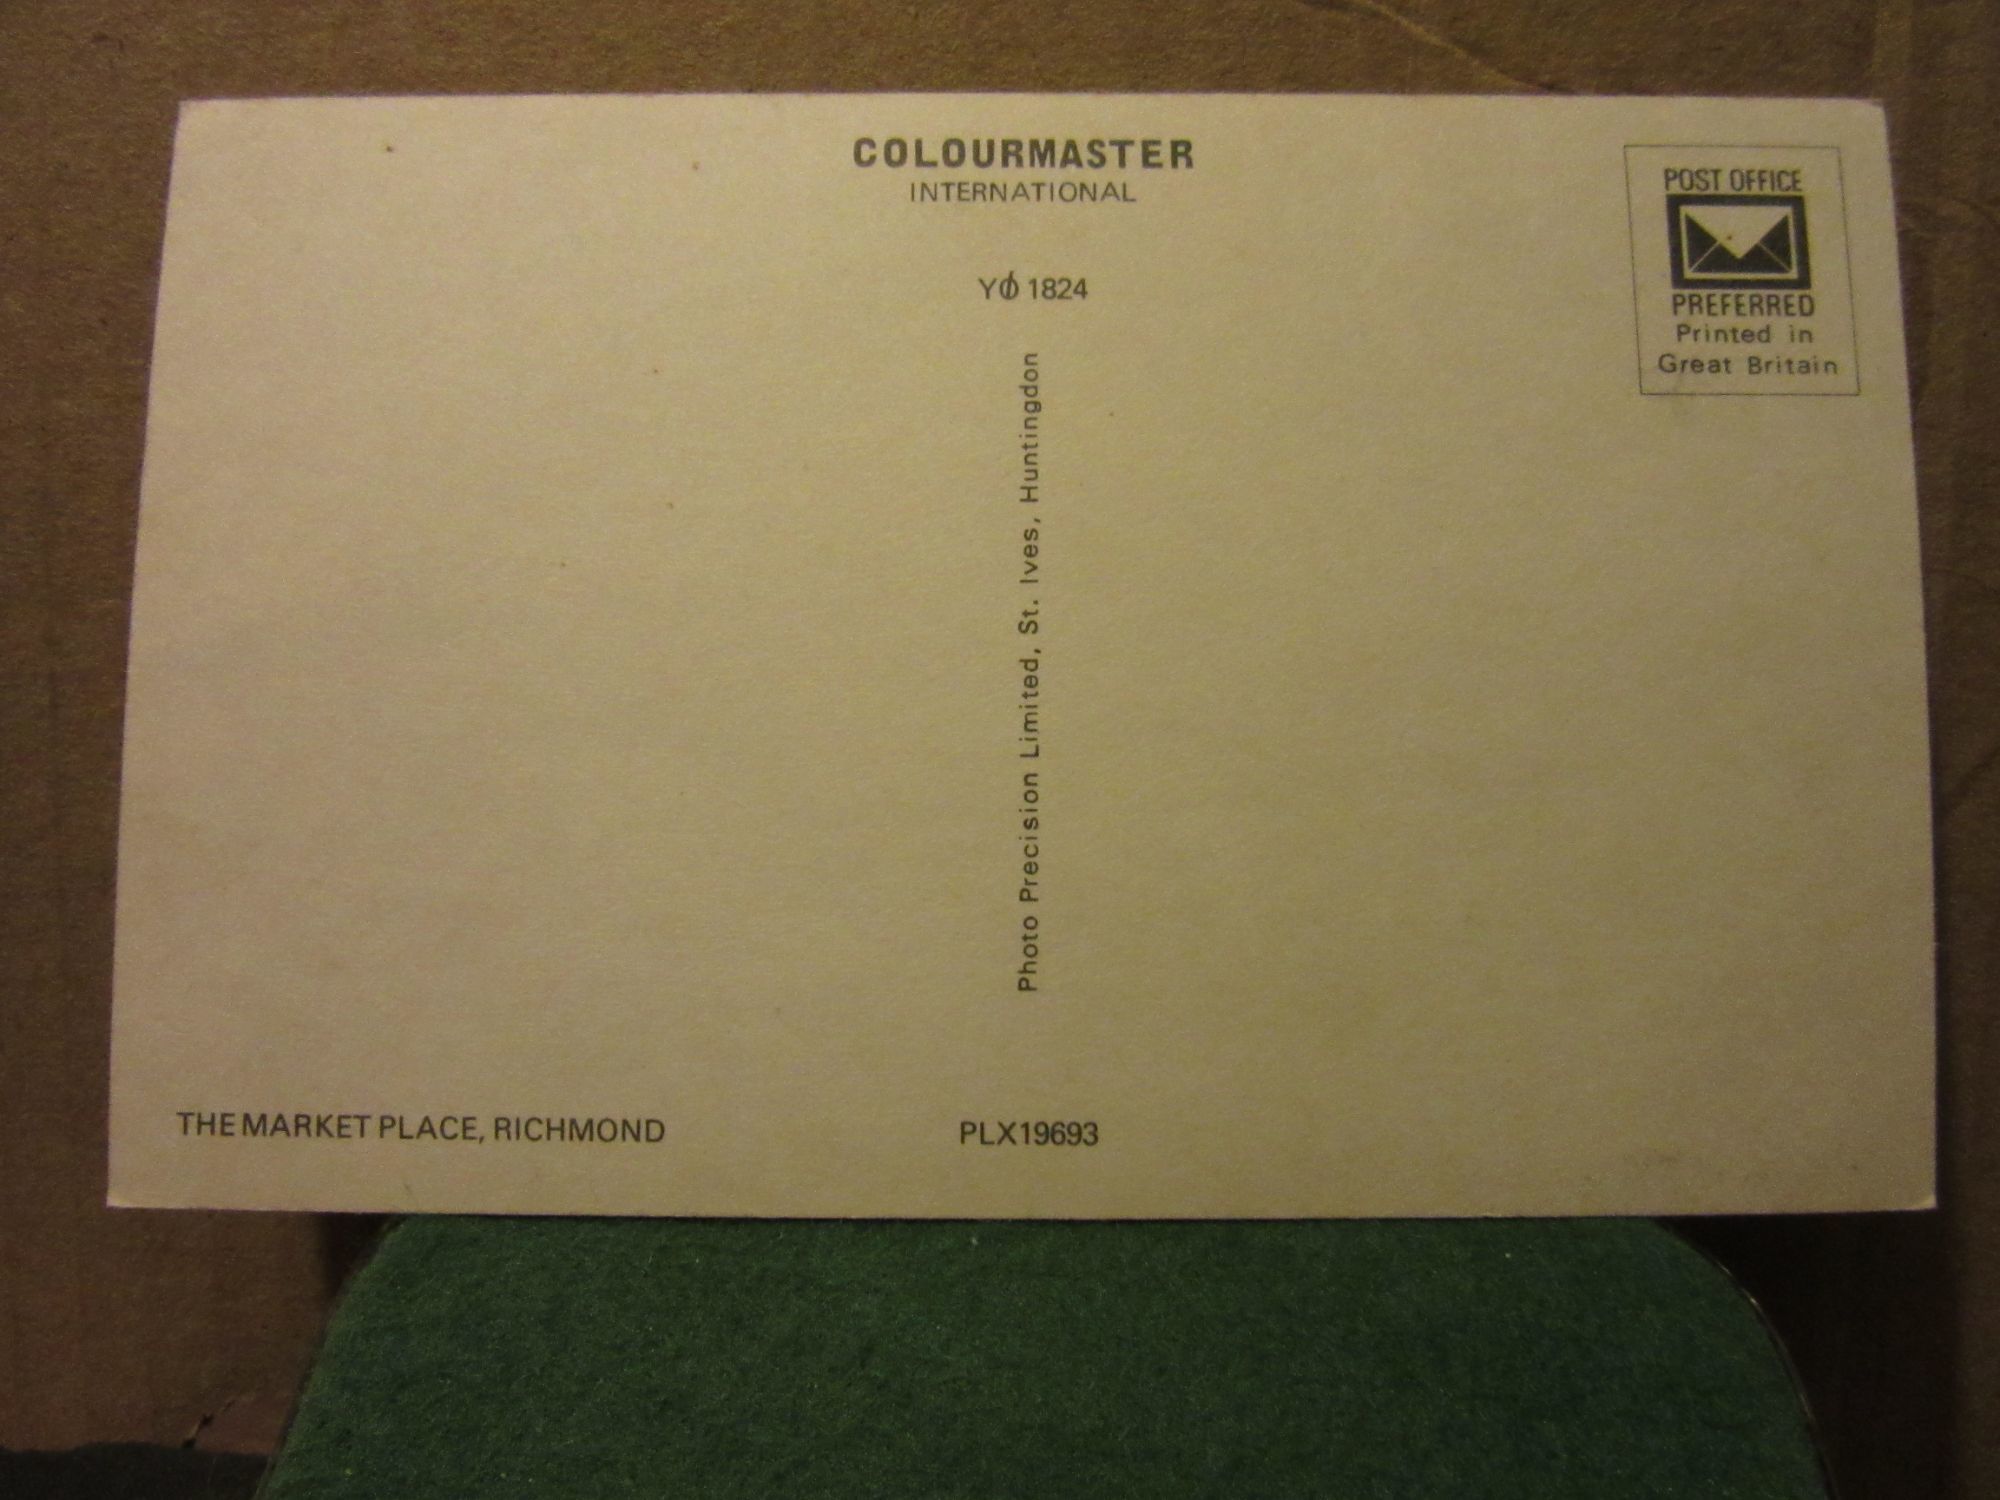 COLOURMASTER
INTERNATIONAL
YØ 1824
POST OFFICE
PREFERRED
Printed in
Great Britain
Photo Precision Limited, St. Ives, Huntingdon
THE MARKET PLACE, RICHMOND
PLX19693